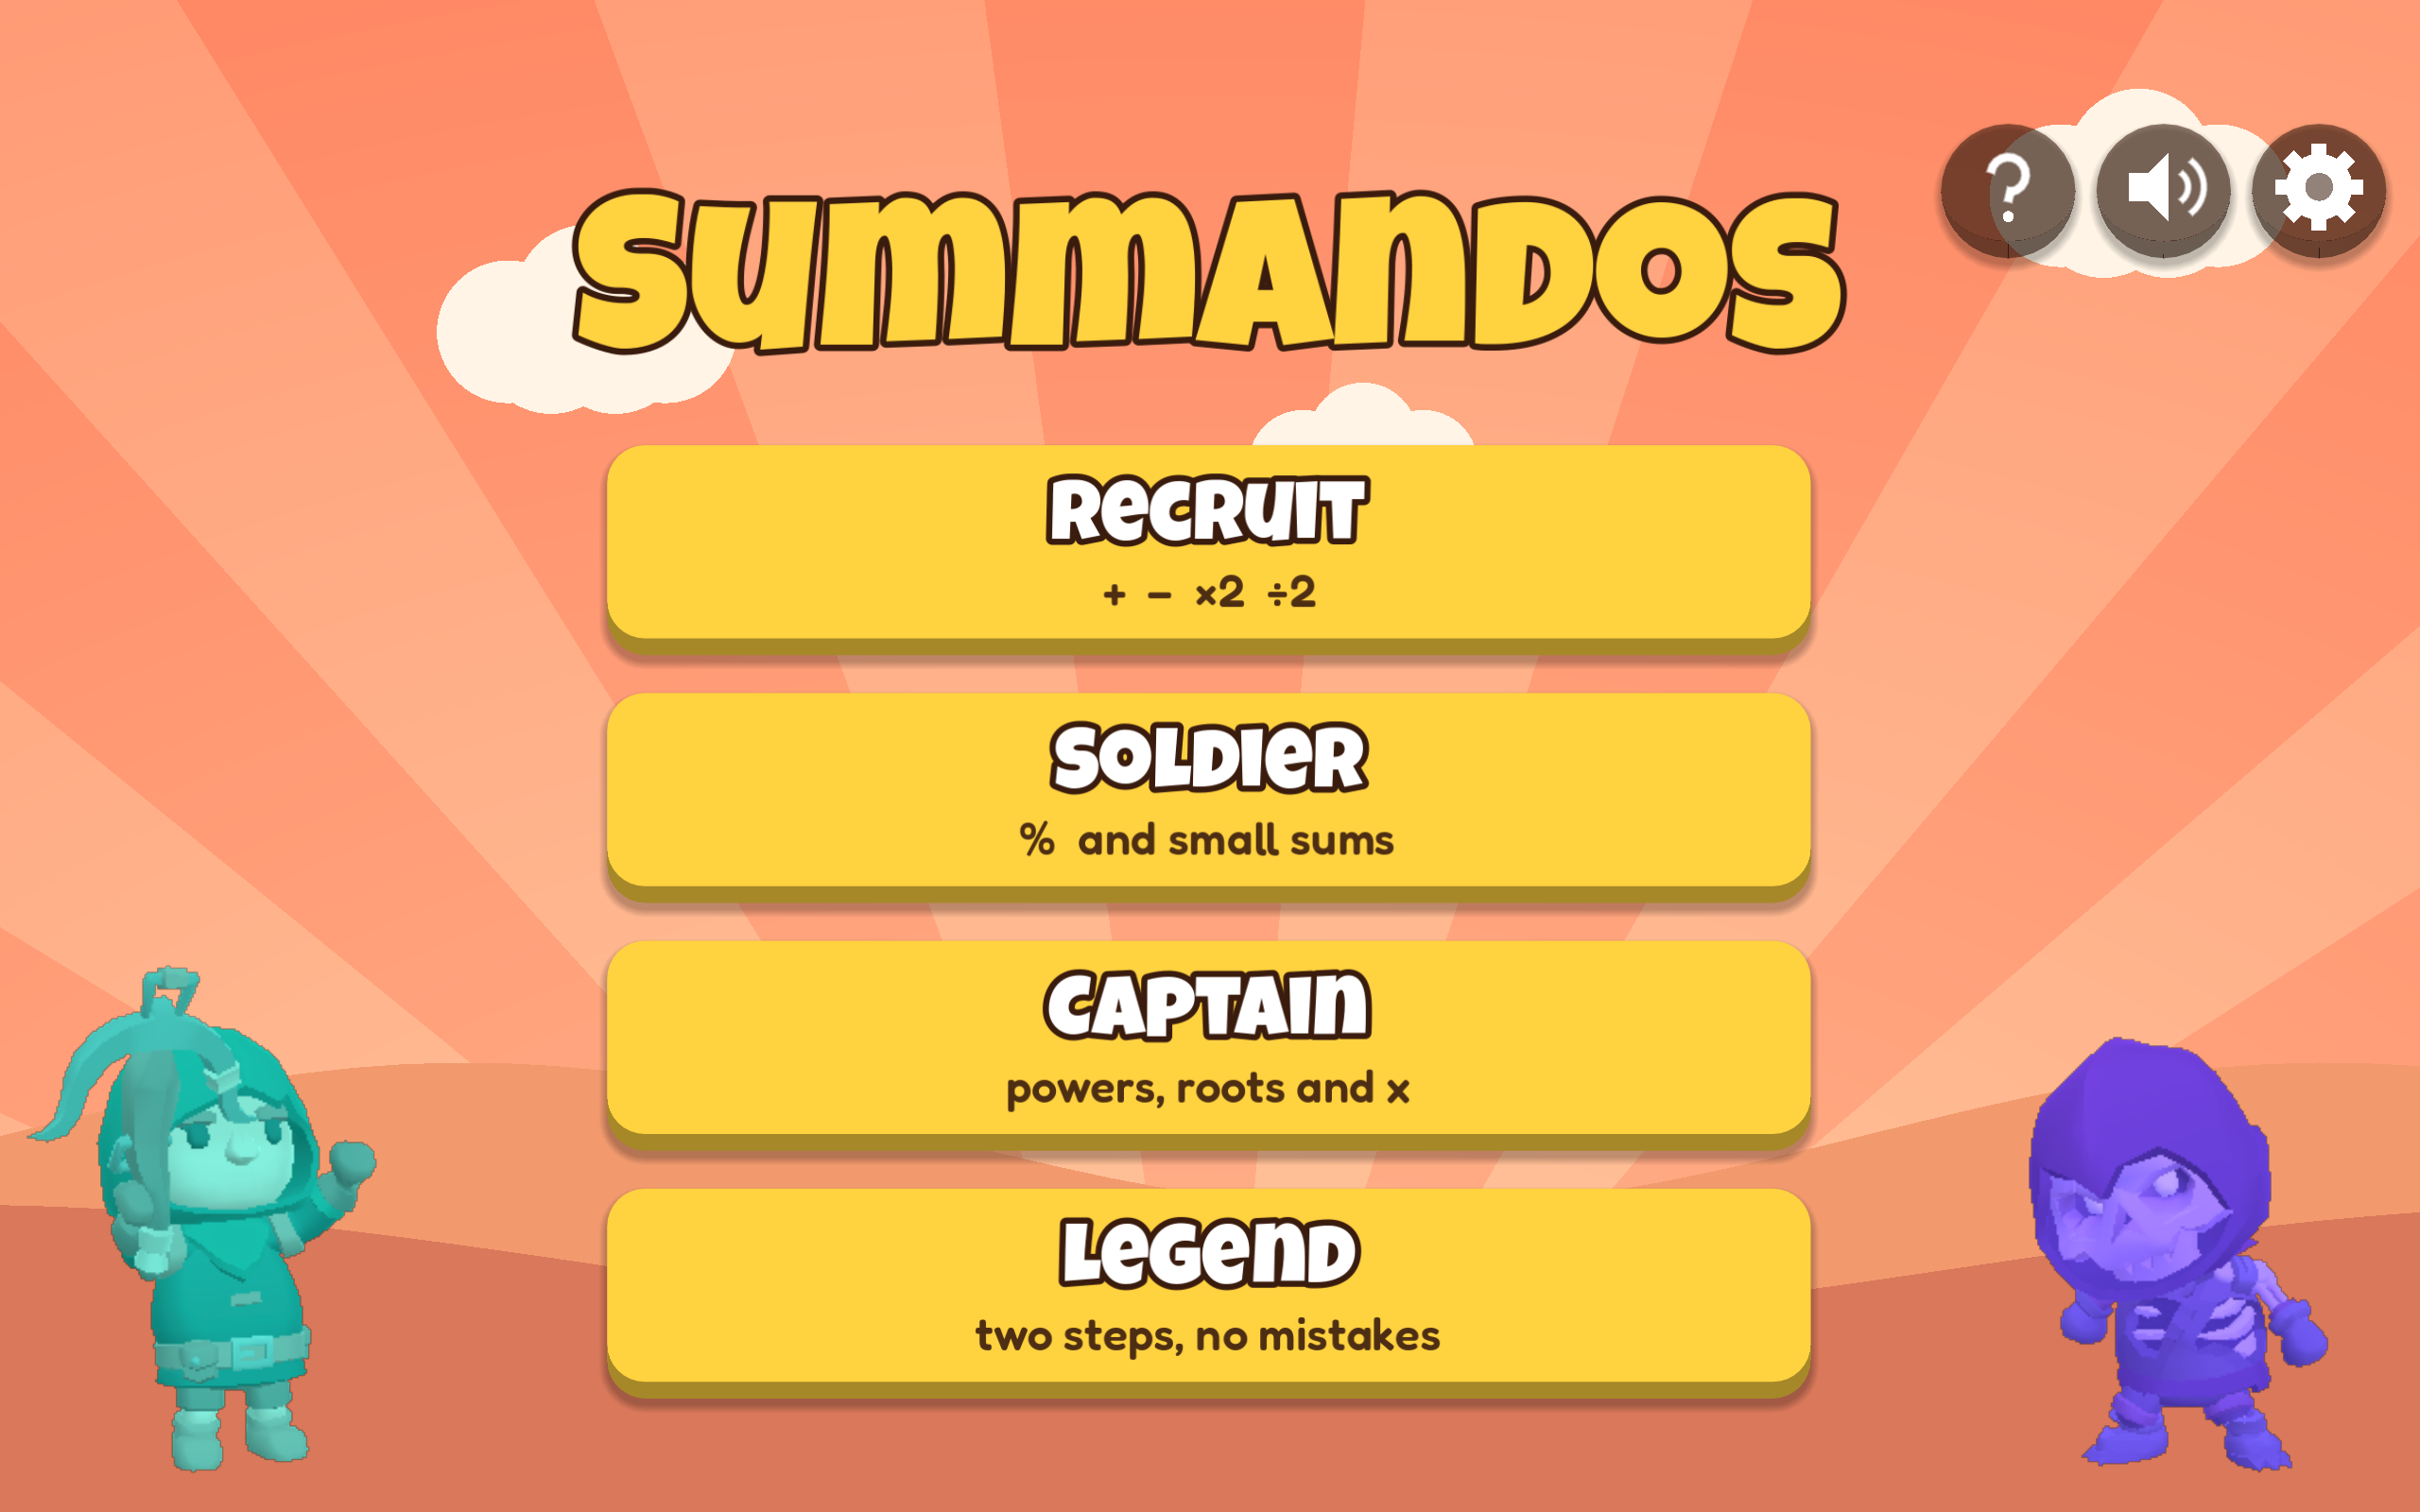 SUMMANDOS
?
RECRUIT
+ − ×2 ÷2
SOLDIER
% and small sums
CAPTAIN
powers, roots and x
LEGEND
two steps, no mistakes